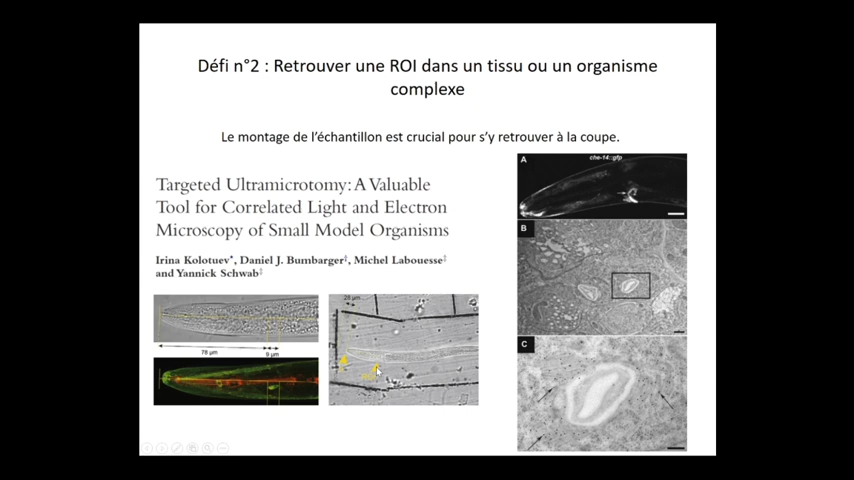 Défi n°2 : Retrouver une ROI dans un tissu ou un organisme
complexe
Le montage de l'échantillon est crucial pour s'y retrouver à la coupe.
Targeted Ultramicrotomy: A Valuable
Tool for Correlated Light and Electron
Microscopy of Small Model Organisms
Irina Kolotuev*, Daniel J. Bumbarger‡, Michel Labouesse‡
and Yannick Schwab‡
78 µm
9 µm
28 µm
A
che-14::gfp
B
C